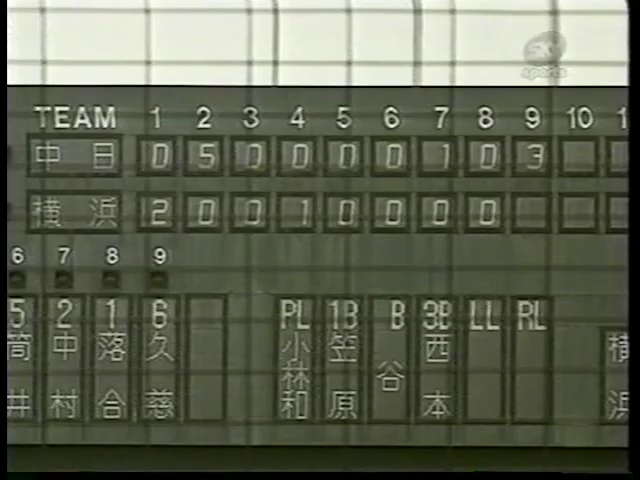 sports
TEAM 1 2 3 4 5 6 7 8 9 10 1
中日 0 5 0 0 0 0 1 0 3
横浜 2 0 0 1 0 0 0 0
6 7 8 9
5 2 1 6 PL 1B B 3B LL RL
筒井 中村 落合 久慈 小林和 笠原 谷 西本 横浜